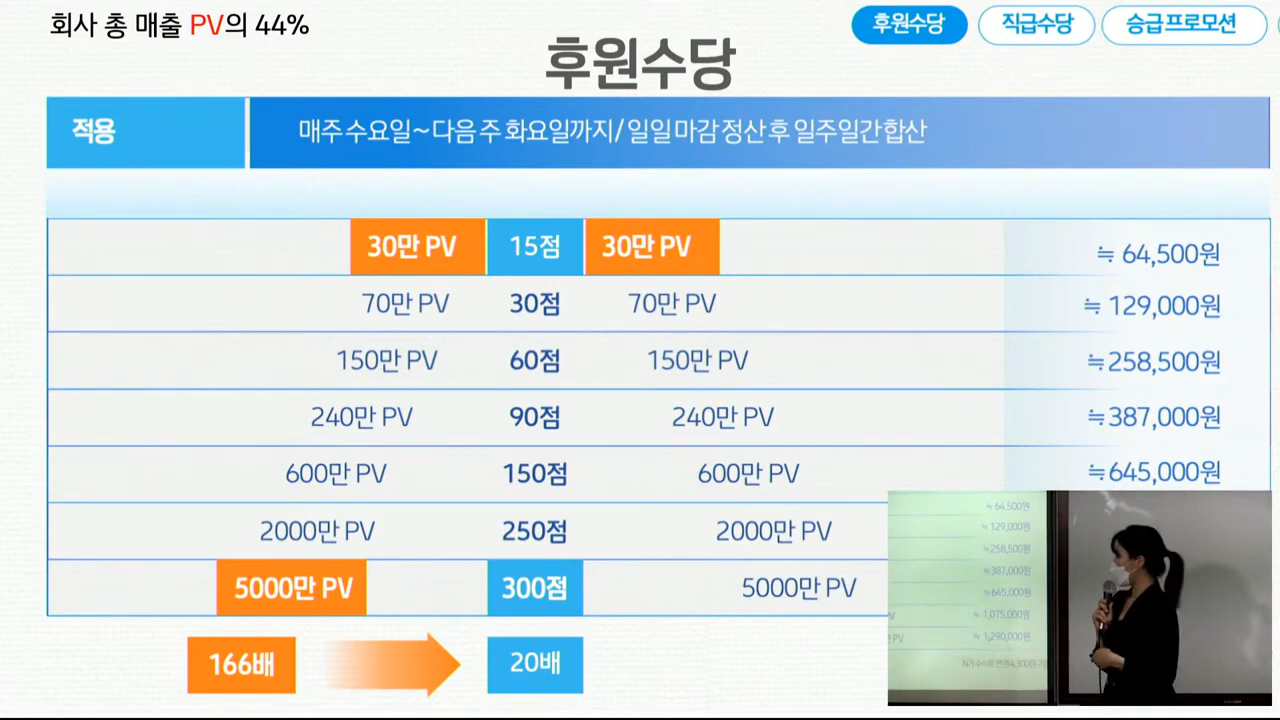 회사 총 매출 PV의 44%
후원수당 직급수당 승급프로모션
후원수당
적용 매주 수요일~다음 주 화요일까지/ 일일 마감 정산 후 일주일간 합산
30만 PV 15점 30만 PV ≒ 64,500원
70만 PV 30점 70만 PV ≒ 129,000원
150만 PV 60점 150만 PV ≒258,500원
240만 PV 90점 240만 PV ≒387,000원
600만 PV 150점 600만 PV ≒645,000원
2000만 PV 250점 2000만 PV
5000만 PV 300점 5000만 PV
166배 20배
≒ 64,500원
≒ 129,000원
≒258,500원
≒387,000원
≒645,000원
≒ 1,075,000원
PV ≒ 1,290,000원